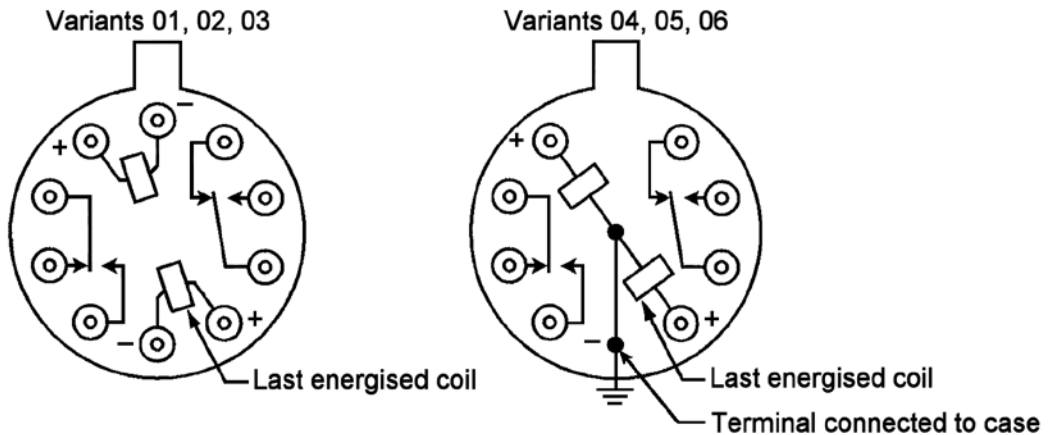 Variants 01, 02, 03
Variants 04, 05, 06
−
+
+
−
+
+
−
Last energised coil
Last energised coil
Terminal connected to case